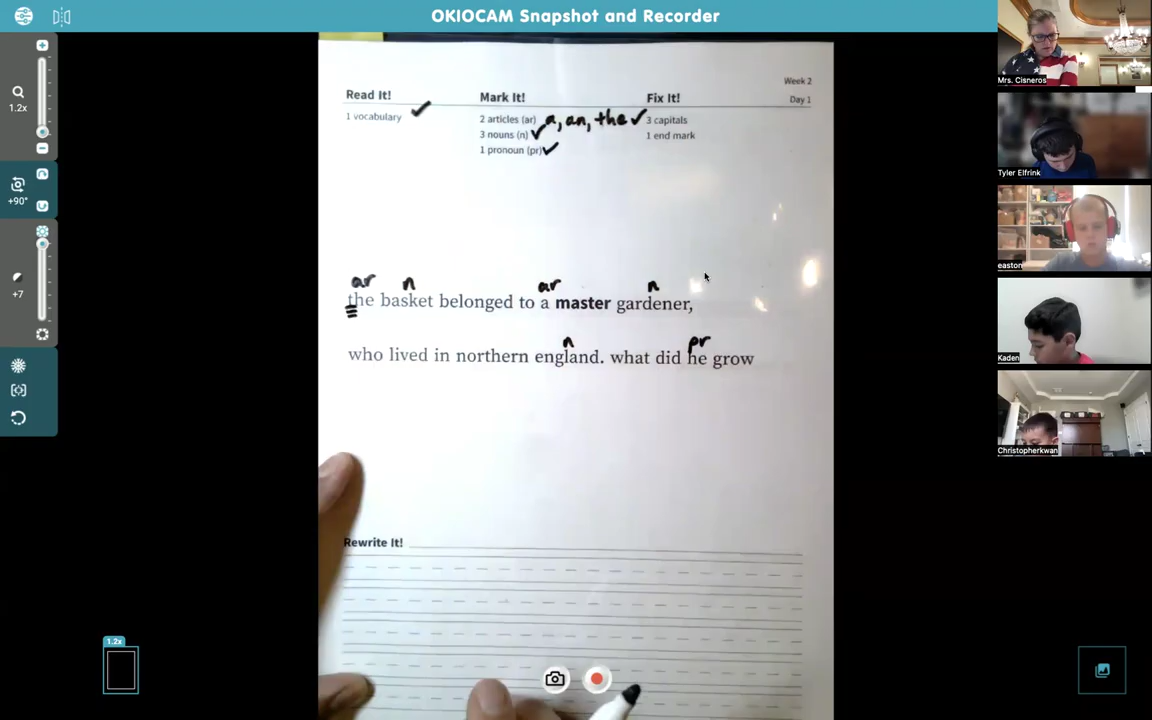 OKIOCAM Snapshot and Recorder
1.2x
+90°
+7
Week 2
Day 1
Read It!
1 vocabulary
Mark It!
2 articles (ar) a, an, the
3 nouns (n)
1 pronoun (pr)
Fix It!
3 capitals
1 end mark
ar n ar n
the basket belonged to a master gardener,
n pr
who lived in northern england. what did he grow
Rewrite It!
1.2x
Mrs. Cisneros
Tyler Elfrink
easton
Kaden
Christopherkwan